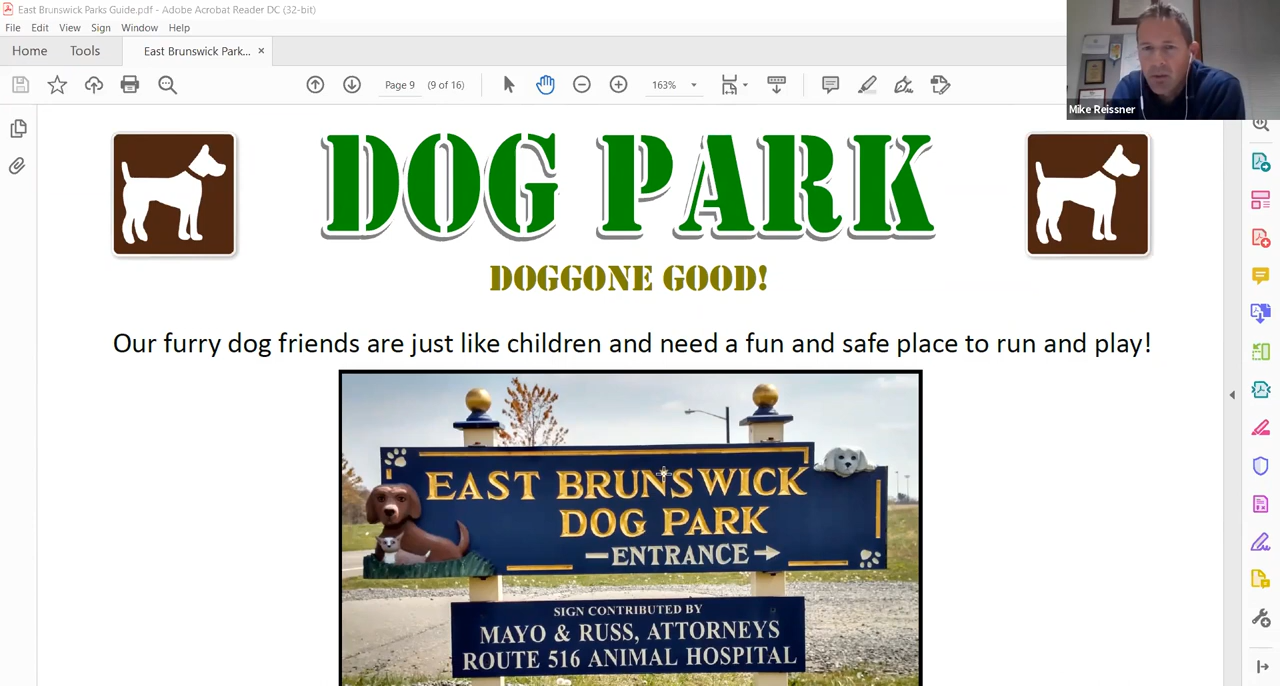 East Brunswick Parks Guide.pdf - Adobe Acrobat Reader DC (32-bit)
File Edit View Sign Window Help
Home Tools East Brunswick Park... ×
Page 9 (9 of 16) 163%
Mike Reissner
DOG PARK
DOGGONE GOOD!
Our furry dog friends are just like children and need a fun and safe place to run and play!
EAST BRUNSWICK
DOG PARK
ENTRANCE
SIGN CONTRIBUTED BY
MAYO & RUSS, ATTORNEYS
ROUTE 516 ANIMAL HOSPITAL